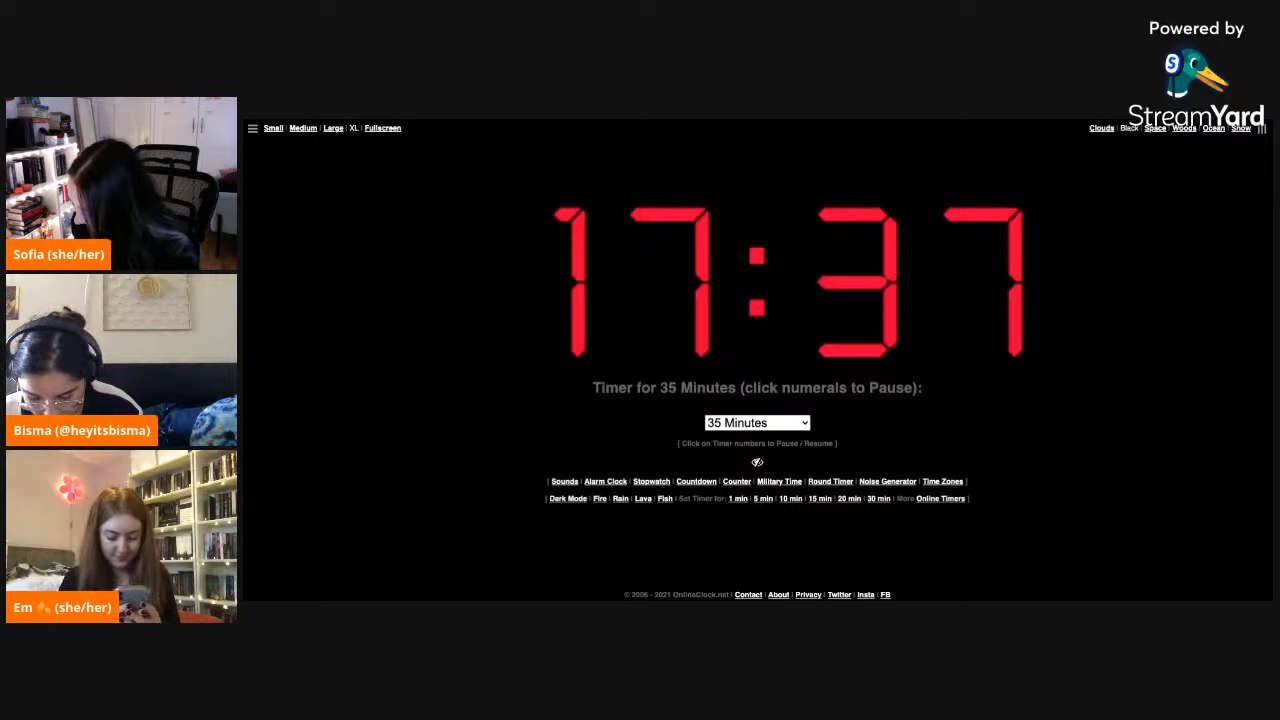 Powered by
StreamYard
Small | Medium | Large | XL | Fullscreen
Clouds | Black | Space | Woods | Ocean | Snow
17:37
Timer for 35 Minutes (click numerals to Pause):
35 Minutes
[ Click on Timer numbers to Pause / Resume ]
[ Sounds | Alarm Clock | Stopwatch | Countdown | Counter | Military Time | Round Timer | Noise Generator | Time Zones ]
[ Dark Mode | Fire | Rain | Lava | Fish | Set Timer for: 1 min | 5 min | 10 min | 15 min | 20 min | 30 min | More Online Timers ]
© 2006 - 2021 OnlineClock.net | Contact | About | Privacy | Twitter | Insta | FB
Sofia (she/her)
Bisma (@heyitsbisma)
Em 🍂 (she/her)